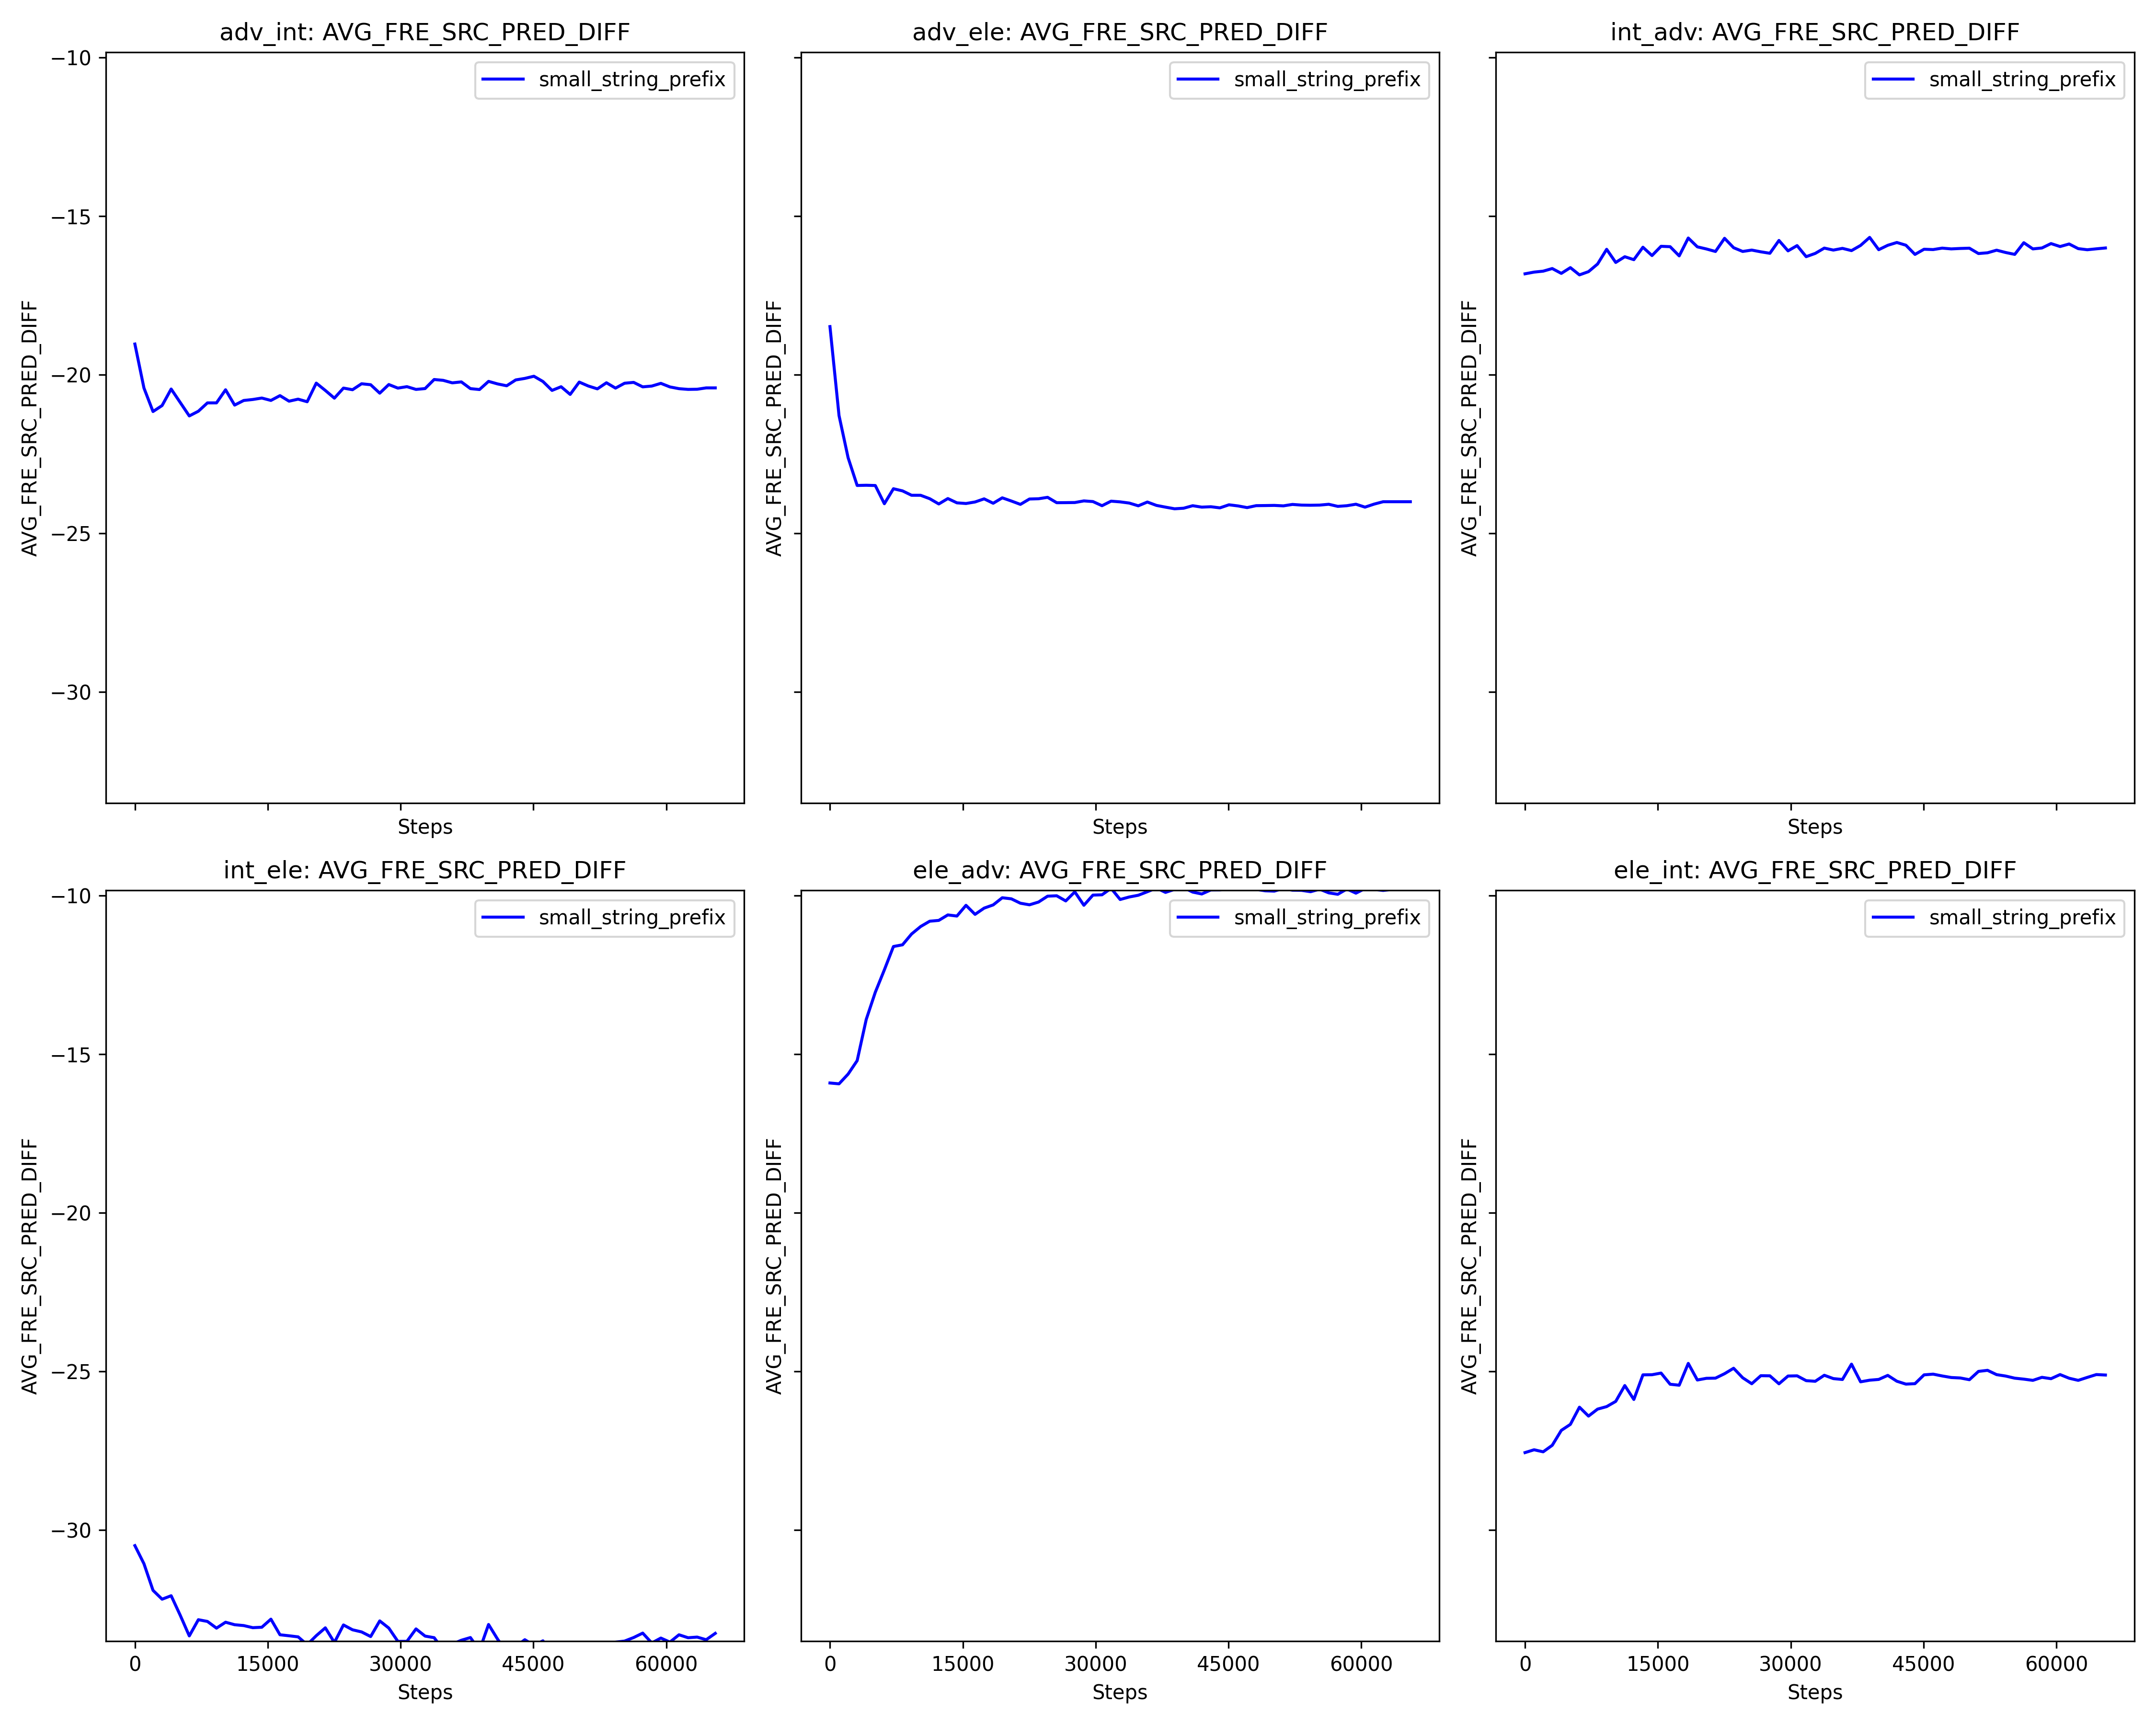 adv_int: AVG_FRE_SRC_PRED_DIFF
adv_ele: AVG_FRE_SRC_PRED_DIFF
int_adv: AVG_FRE_SRC_PRED_DIFF
small_string_prefix
small_string_prefix
small_string_prefix
−10
−15
−20
−25
−30
AVG_FRE_SRC_PRED_DIFF
AVG_FRE_SRC_PRED_DIFF
AVG_FRE_SRC_PRED_DIFF
Steps
Steps
Steps
int_ele: AVG_FRE_SRC_PRED_DIFF
ele_adv: AVG_FRE_SRC_PRED_DIFF
ele_int: AVG_FRE_SRC_PRED_DIFF
small_string_prefix
small_string_prefix
small_string_prefix
−10
−15
−20
−25
−30
AVG_FRE_SRC_PRED_DIFF
AVG_FRE_SRC_PRED_DIFF
AVG_FRE_SRC_PRED_DIFF
0 15000 30000 45000 60000
0 15000 30000 45000 60000
0 15000 30000 45000 60000
Steps
Steps
Steps